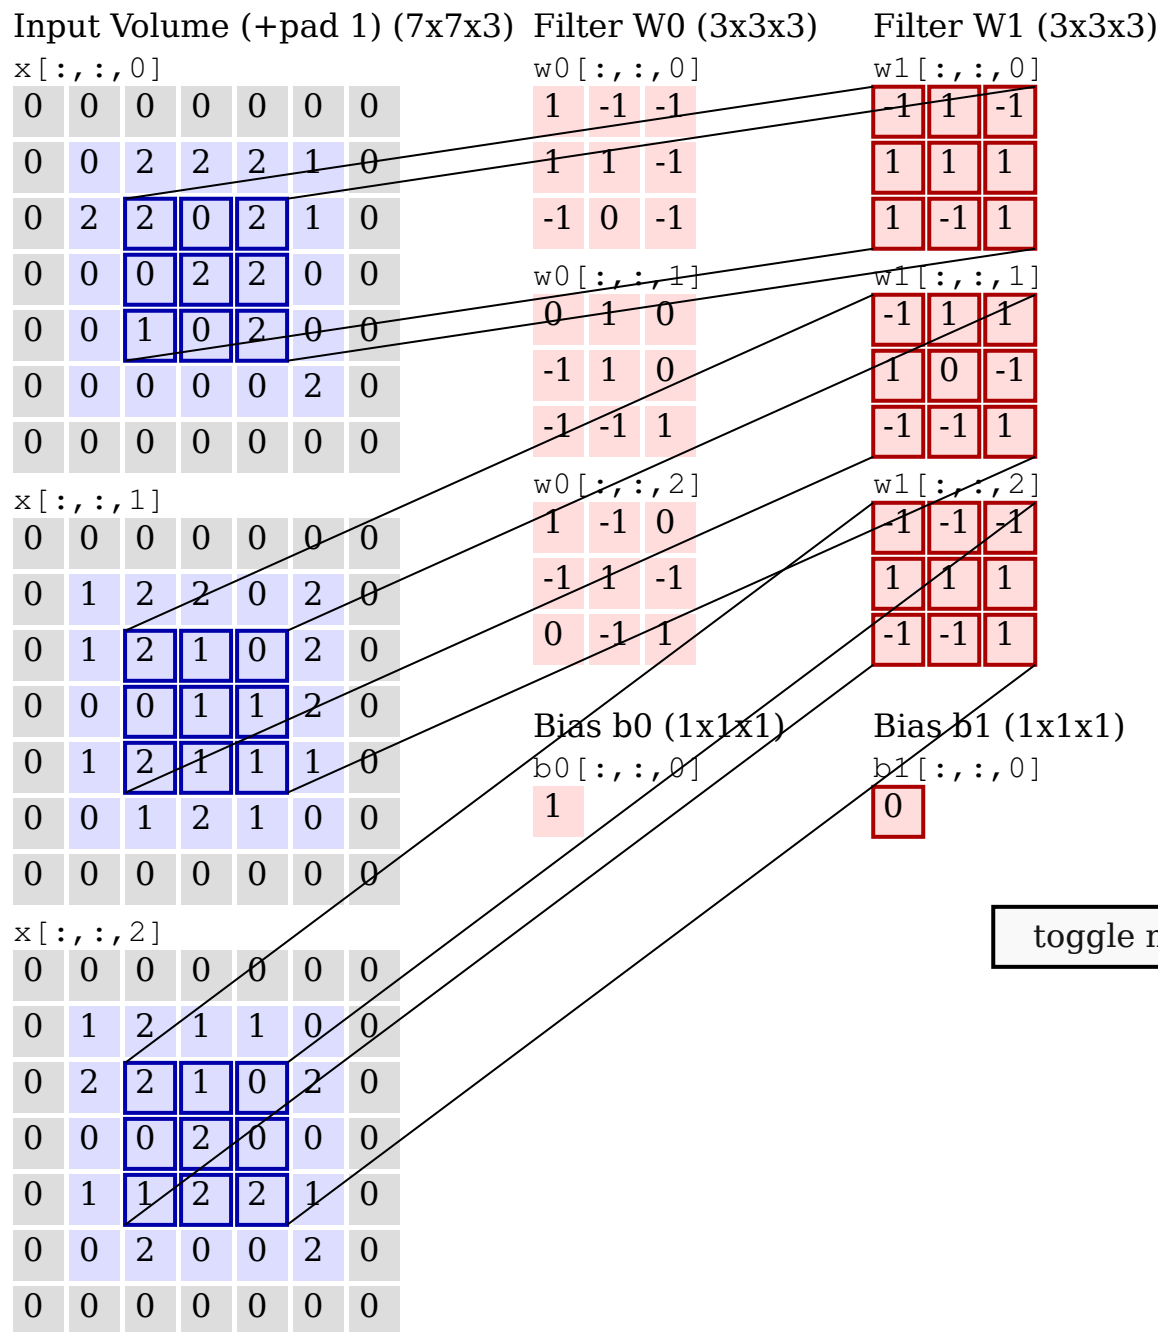 Input Volume (+pad 1) (7x7x3)
x[:,:,0]
0 0 0 0 0 0 0
0 0 2 2 2 1 0
0 2 2 0 2 1 0
0 0 0 2 2 0 0
0 0 1 0 2 0 0
0 0 0 0 0 2 0
0 0 0 0 0 0 0
x[:,:,1]
0 0 0 0 0 0 0
0 1 2 2 0 2 0
0 1 2 1 0 2 0
0 0 0 1 1 2 0
0 1 2 1 1 1 0
0 0 1 2 1 0 0
0 0 0 0 0 0 0
x[:,:,2]
0 0 0 0 0 0 0
0 1 2 1 1 0 0
0 2 2 1 0 2 0
0 0 0 2 0 0 0
0 1 1 2 2 1 0
0 0 2 0 0 2 0
0 0 0 0 0 0 0
Filter W0 (3x3x3)
w0[:,:,0]
1 -1 -1
1 1 -1
-1 0 -1
w0[:,:,1]
0 1 0
-1 1 0
-1 -1 1
w0[:,:,2]
1 -1 0
-1 1 -1
0 -1 1
Bias b0 (1x1x1)
b0[:,:,0]
1
Filter W1 (3x3x3)
w1[:,:,0]
-1 1 -1
1 1 1
1 -1 1
w1[:,:,1]
-1 1 1
1 0 -1
-1 -1 1
w1[:,:,2]
-1 -1 -1
1 1 1
-1 -1 1
Bias b1 (1x1x1)
b1[:,:,0]
0
toggle